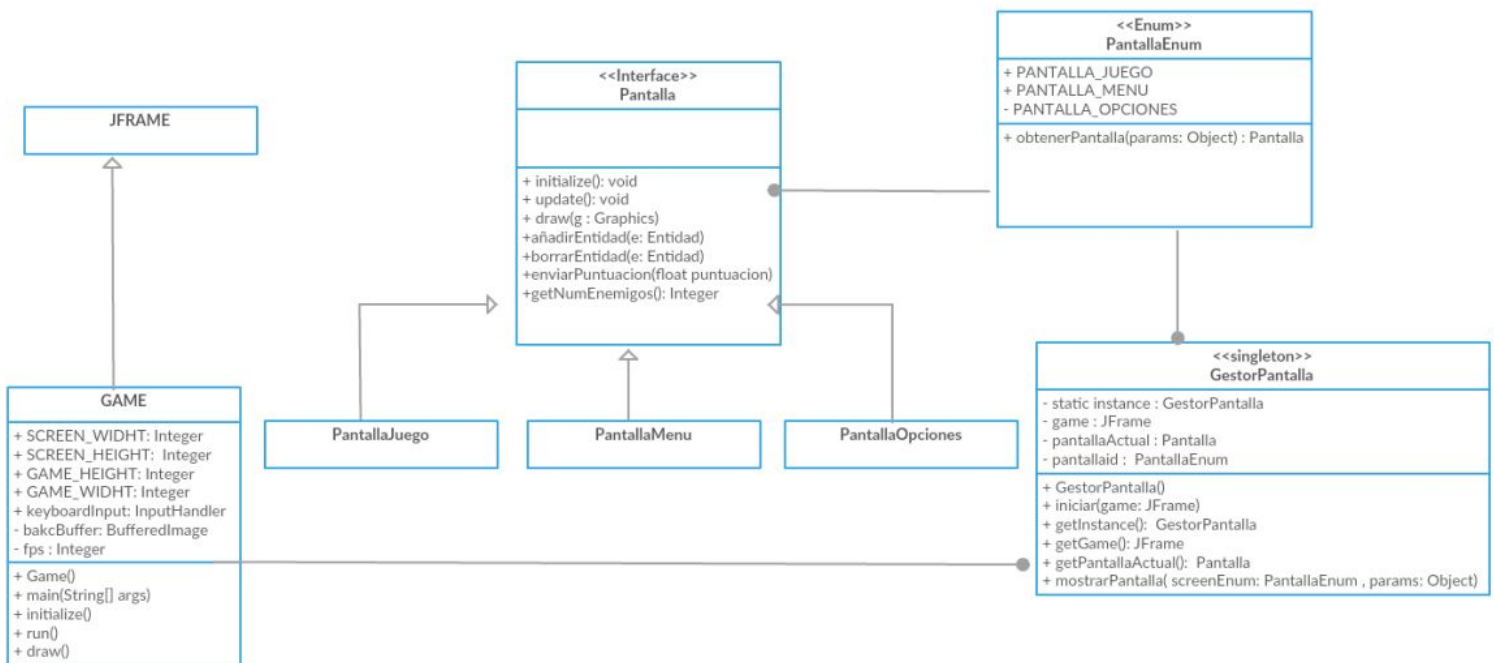 JFRAME
GAME
+ SCREEN_WIDHT: Integer
+ SCREEN_HEIGHT: Integer
+ GAME_HEIGHT: Integer
+ GAME_WIDHT: Integer
+ keyboardInput: InputHandler
- bakcBuffer: BufferedImage
- fps : Integer
+ Game()
+ main(String[] args)
+ initialize()
+ run()
+ draw()
<<Interface>>
Pantalla
+ initialize(): void
+ update(): void
+ draw(g : Graphics)
+añadirEntidad(e: Entidad)
+borrarEntidad(e: Entidad)
+enviarPuntuacion(float puntuacion)
+getNumEnemigos(): Integer
PantallaJuego
PantallaMenu
PantallaOpciones
<<Enum>>
PantallaEnum
+ PANTALLA_JUEGO
+ PANTALLA_MENU
- PANTALLA_OPCIONES
+ obtenerPantalla(params: Object) : Pantalla
<<singleton>>
GestorPantalla
- static instance : GestorPantalla
- game : JFrame
- pantallaActual : Pantalla
- pantallaid : PantallaEnum
+ GestorPantalla()
+ iniciar(game: JFrame)
+ getInstance(): GestorPantalla
+ getGame(): JFrame
+ getPantallaActual(): Pantalla
+ mostrarPantalla( screenEnum: PantallaEnum , params: Object)